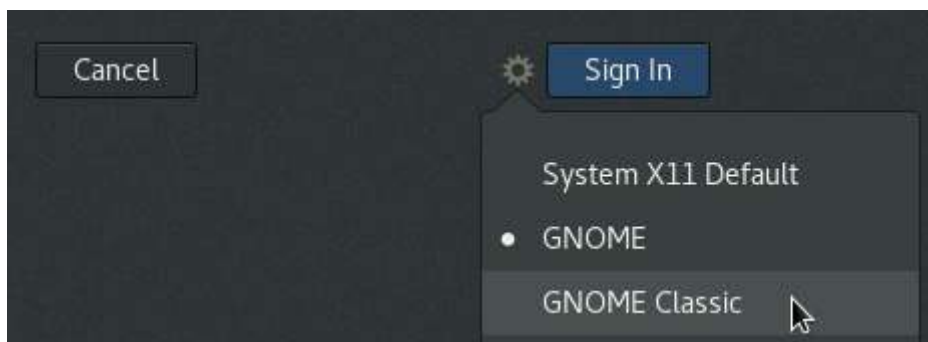 Cancel
Sign In
System X11 Default
GNOME
GNOME Classic